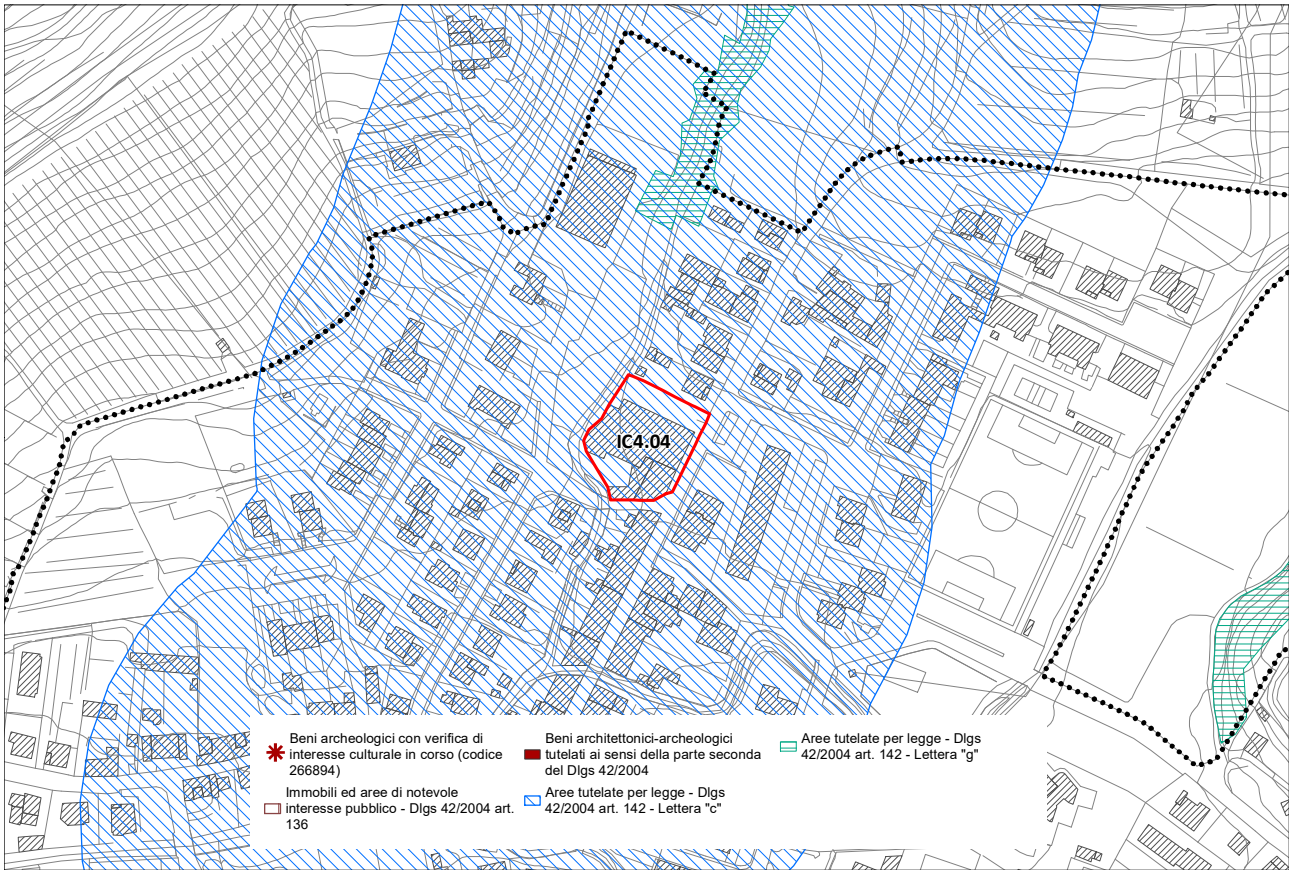 IC4.04
Beni archeologici con verifica di
interesse culturale in corso (codice
266894)
Immobili ed aree di notevole
interesse pubblico - Dlgs 42/2004 art.
136
Beni architettonici-archeologici
tutelati ai sensi della parte seconda
del Dlgs 42/2004
Aree tutelate per legge - Dlgs
42/2004 art. 142 - Lettera "c"
Aree tutelate per legge - Dlgs
42/2004 art. 142 - Lettera "g"